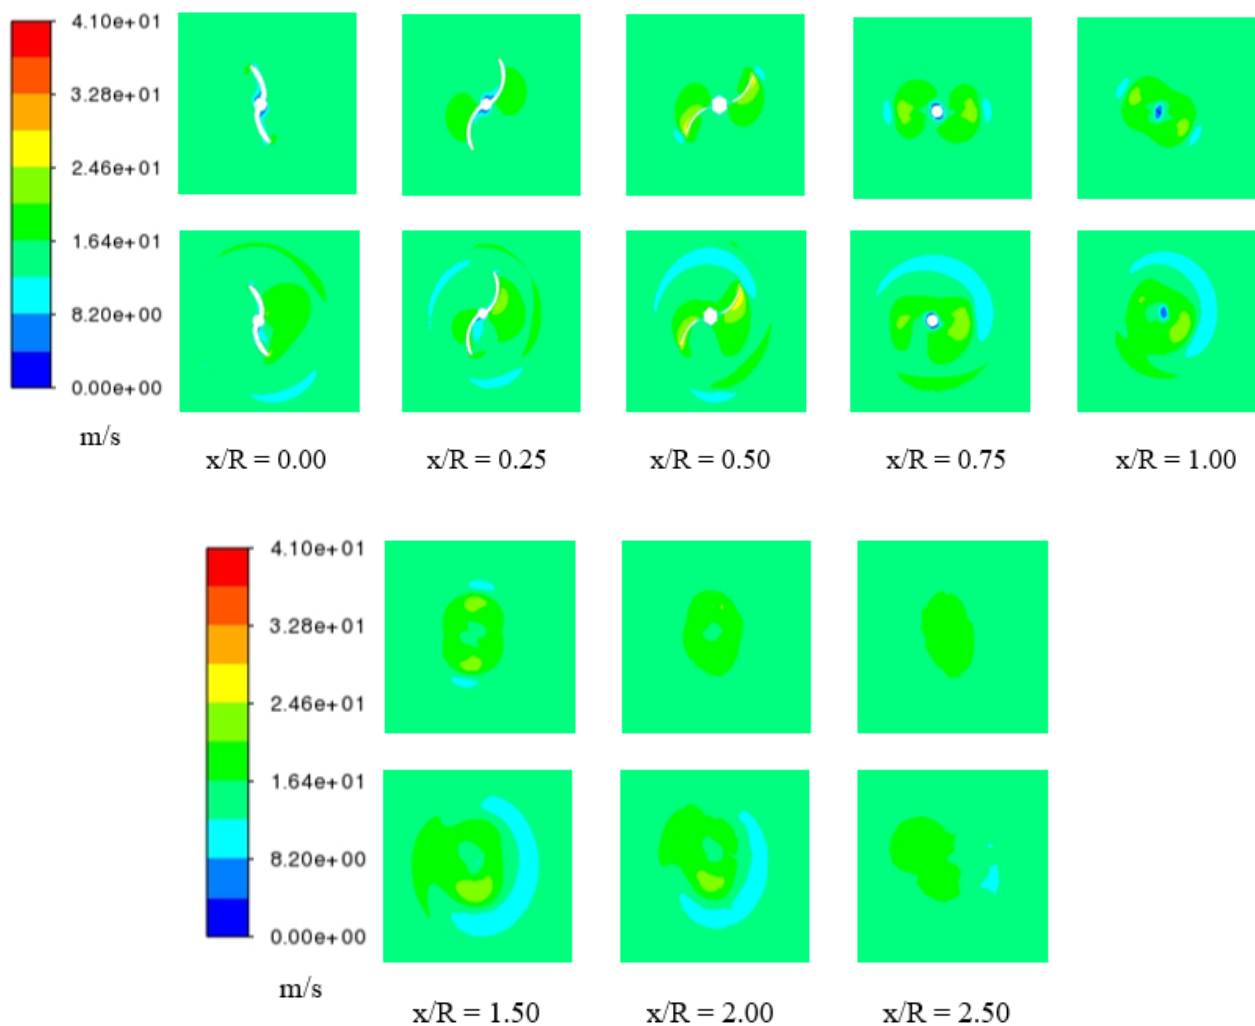 4.10e+01
3.28e+01
2.46e+01
1.64e+01
8.20e+00
0.00e+00
m/s
x/R = 0.00
x/R = 0.25
x/R = 0.50
x/R = 0.75
x/R = 1.00
4.10e+01
3.28e+01
2.46e+01
1.64e+01
8.20e+00
0.00e+00
m/s
x/R = 1.50
x/R = 2.00
x/R = 2.50